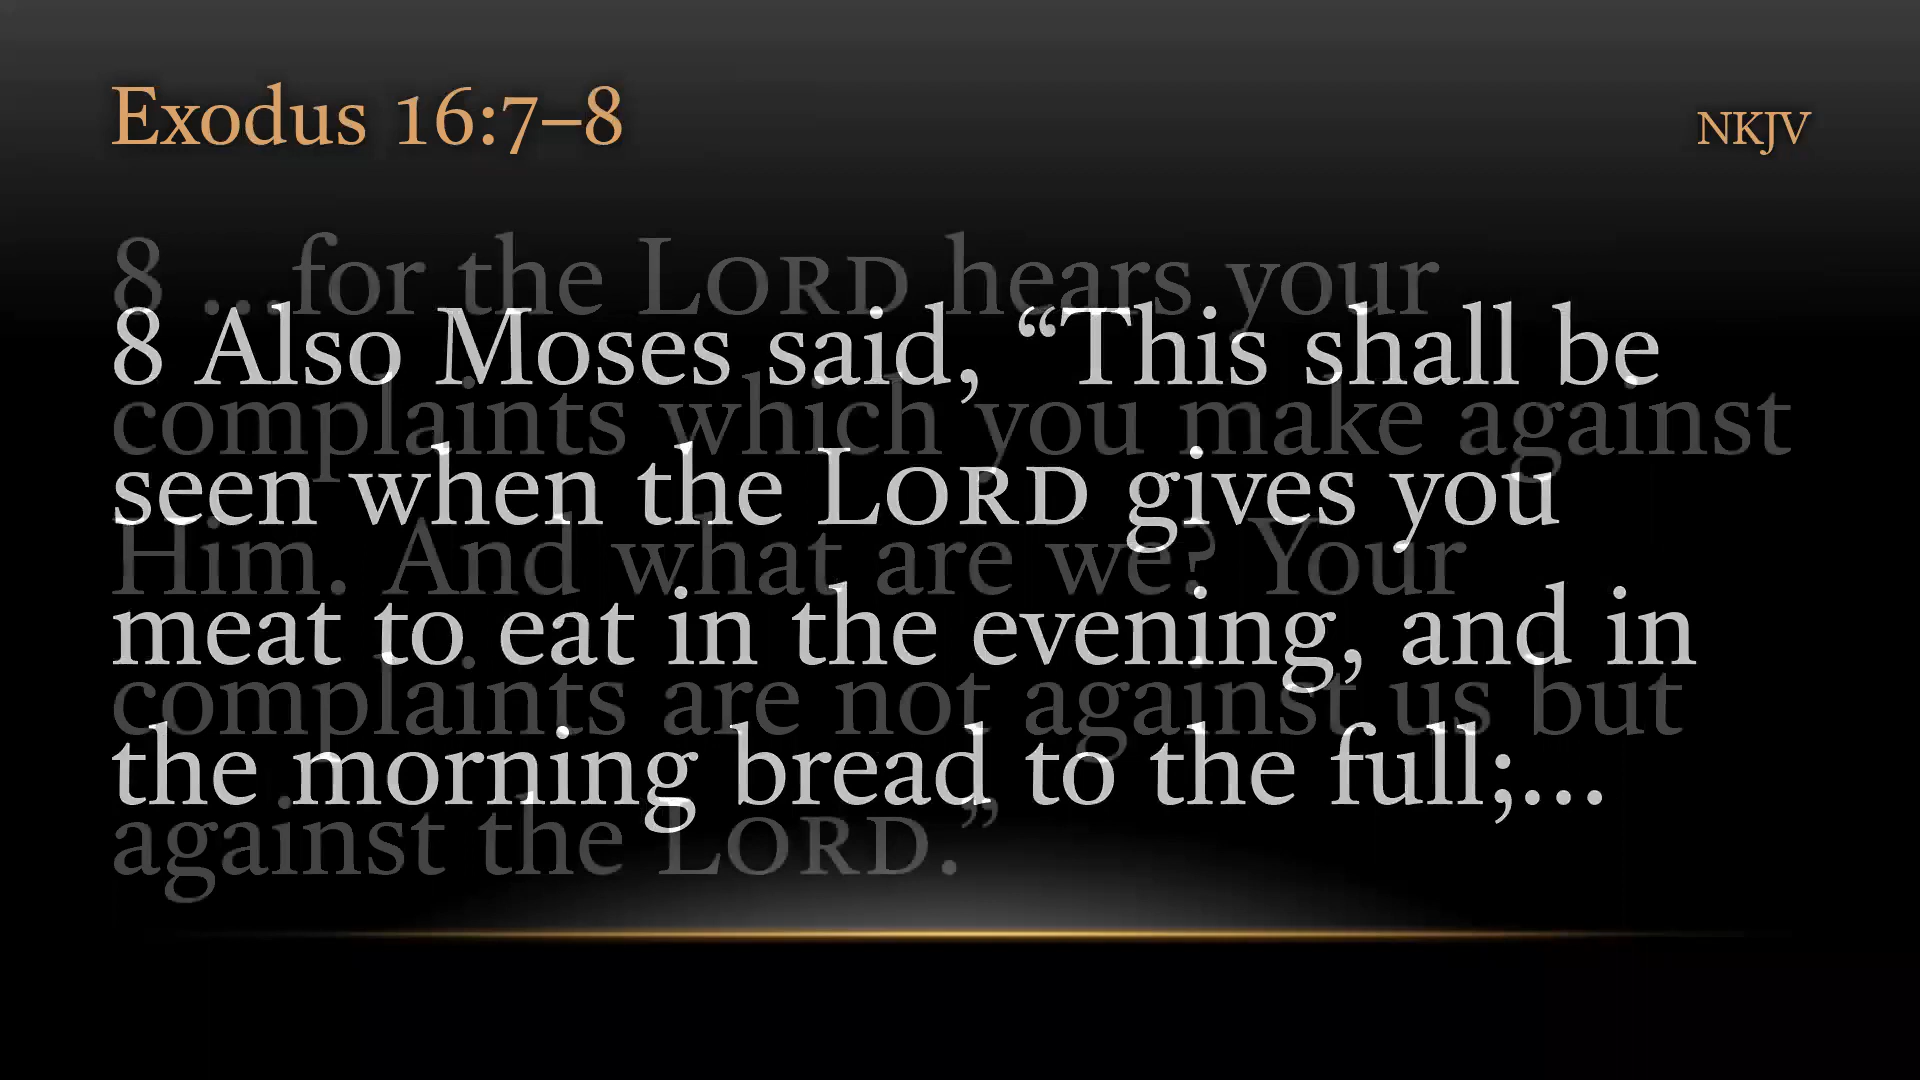 Exodus 16:7–8
NKJV
8 Also Moses said, “This shall be
seen when the LORD gives you
meat to eat in the evening, and in
the morning bread to the full;...
8 ...for the LORD hears your
complaints which you make against
Him. And what are we? Your
complaints are not against us but
against the LORD.”